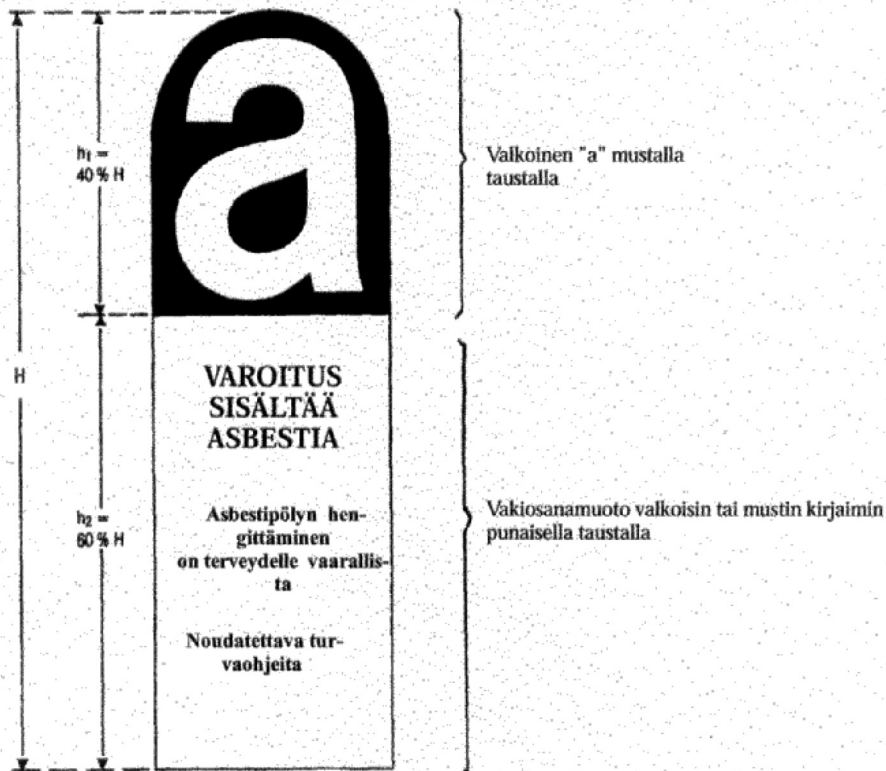 a
h₁ =
40 % H
Valkoinen "a" mustalla
taustalla
H
VAROITUS
SISÄLTÄÄ
ASBESTIA
h₂ =
60 % H
Asbestipölyn hen-
gittäminen
on terveydelle vaarallis-
ta
Noudatettava tur-
vaohjeita
Vakiosanamuoto valkoisin tai mustin kirjaimin
punaisella taustalla